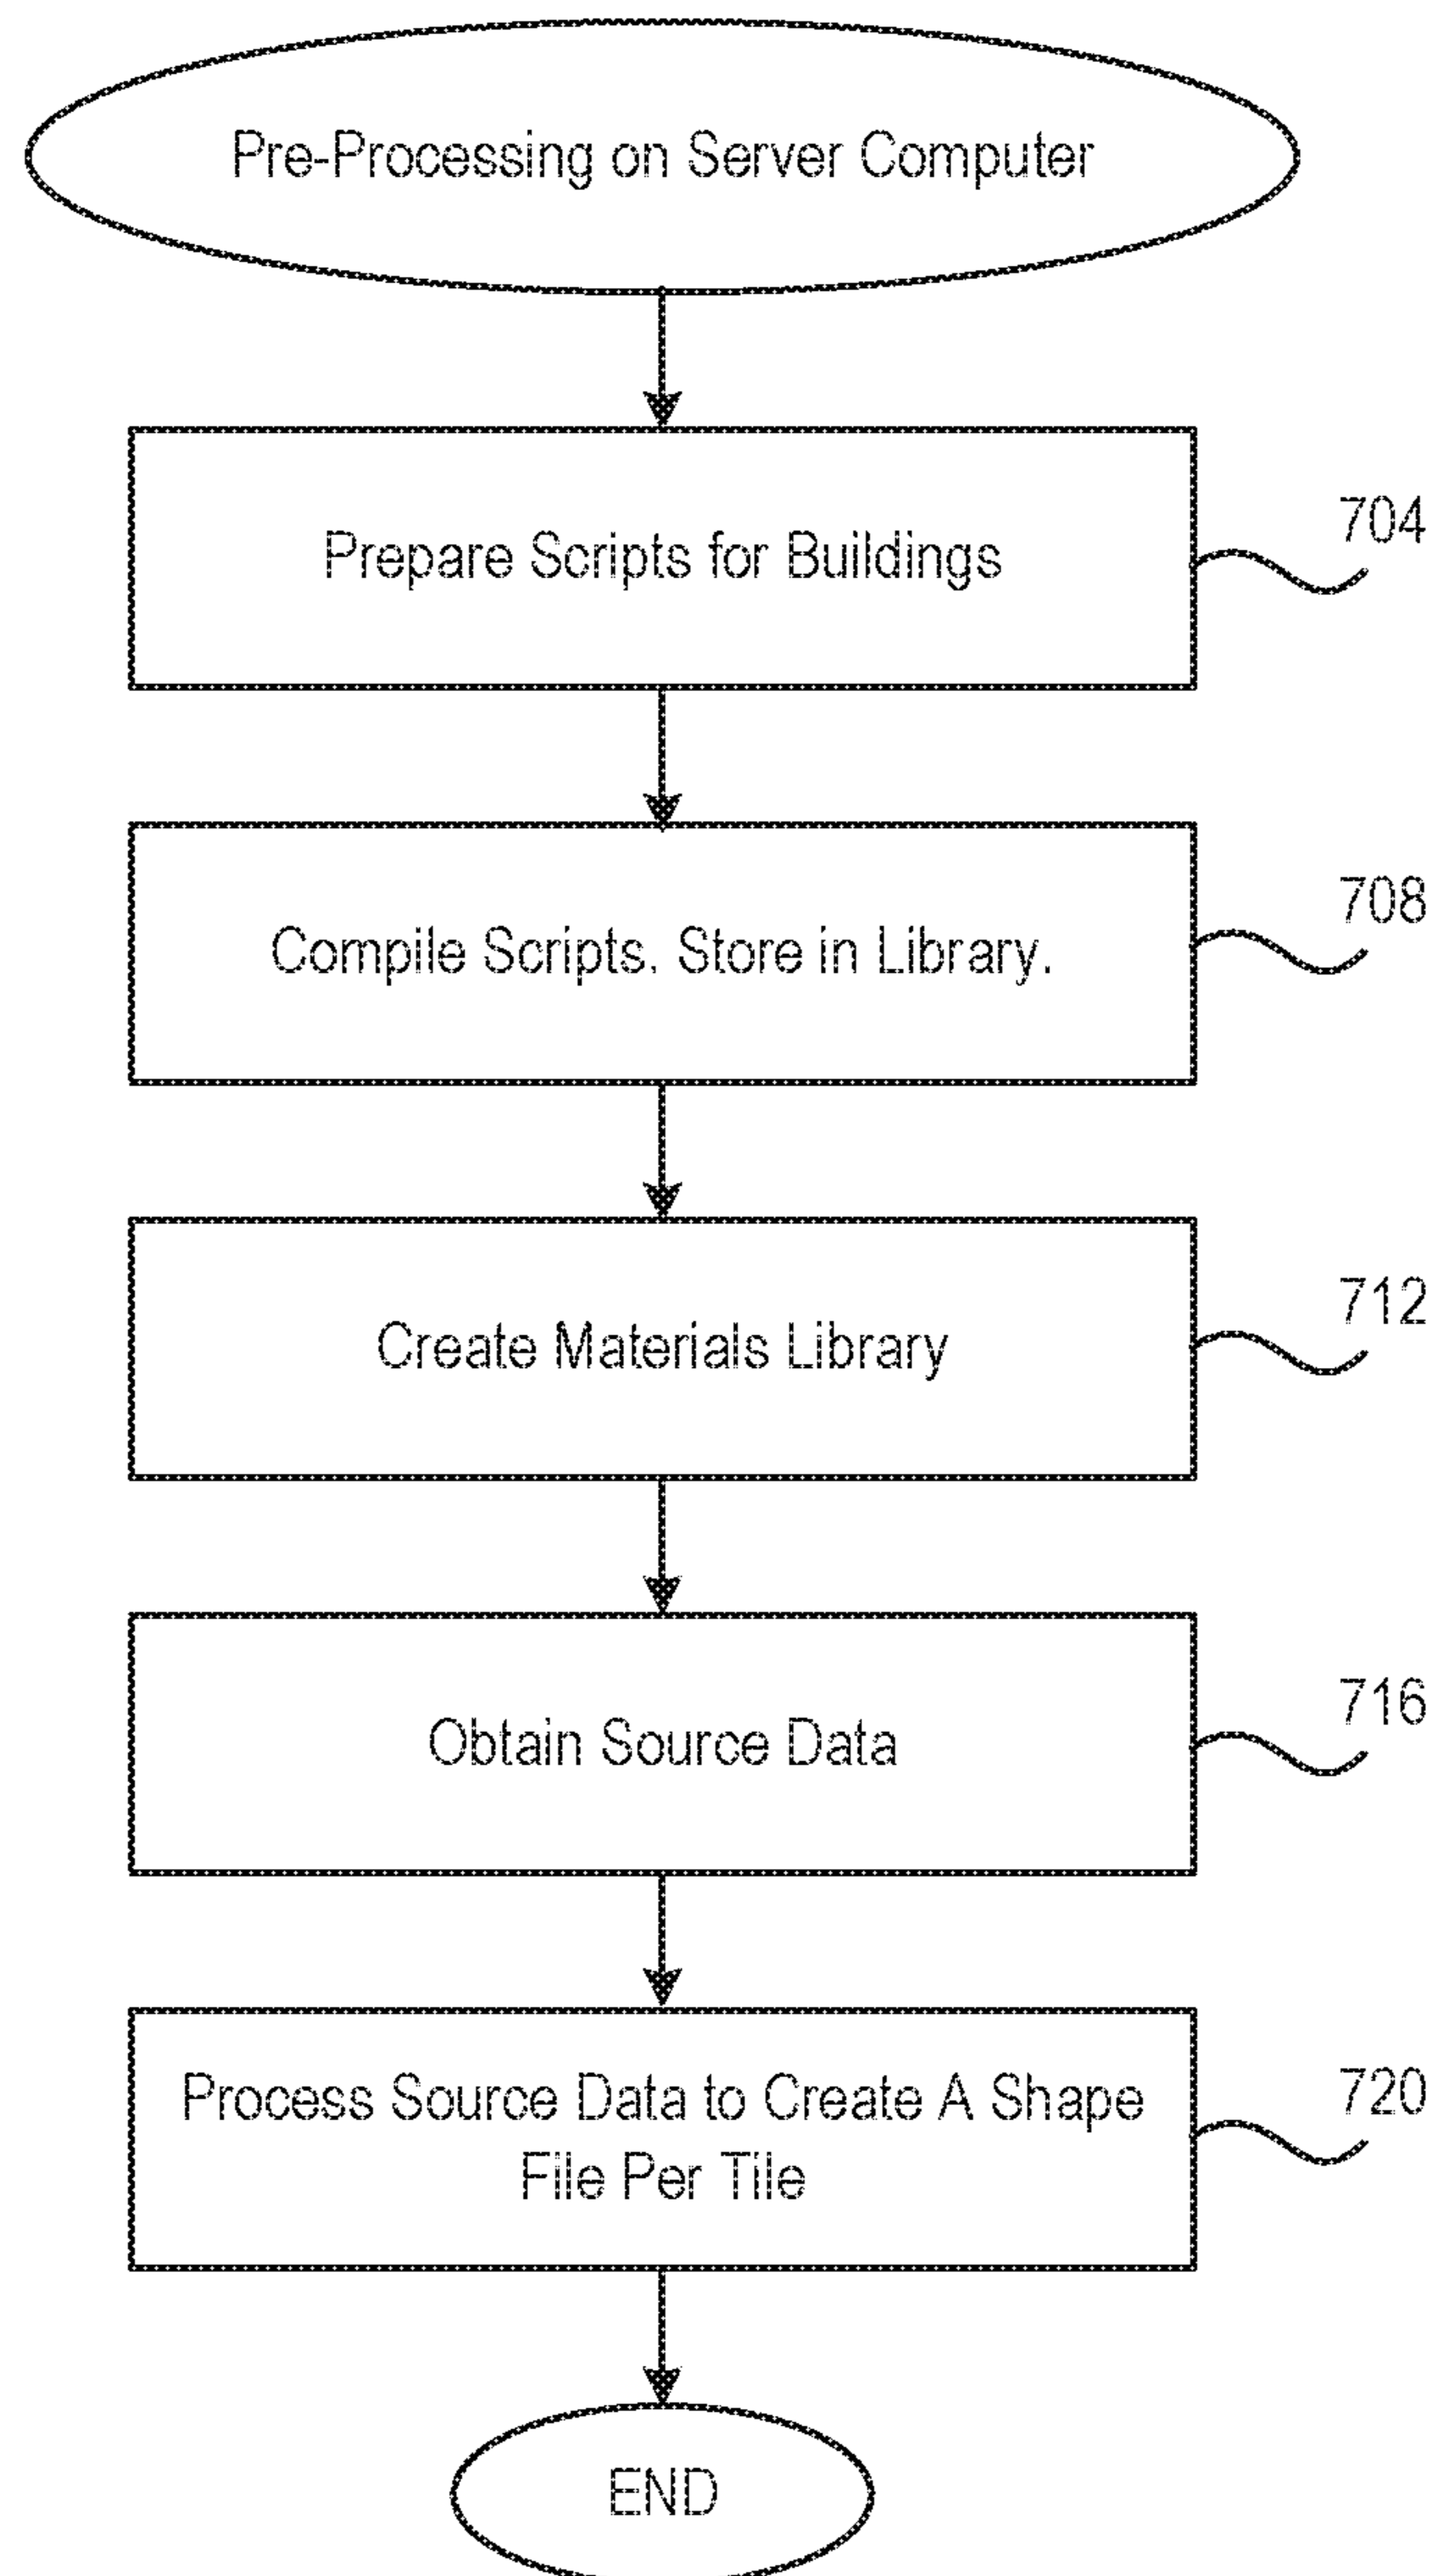 Pre-Processing on Server Computer
Prepare Scripts for Buildings
704
Compile Scripts. Store in Library.
708
Create Materials Library
712
Obtain Source Data
716
Process Source Data to Create A Shape
File Per Tile
720
END